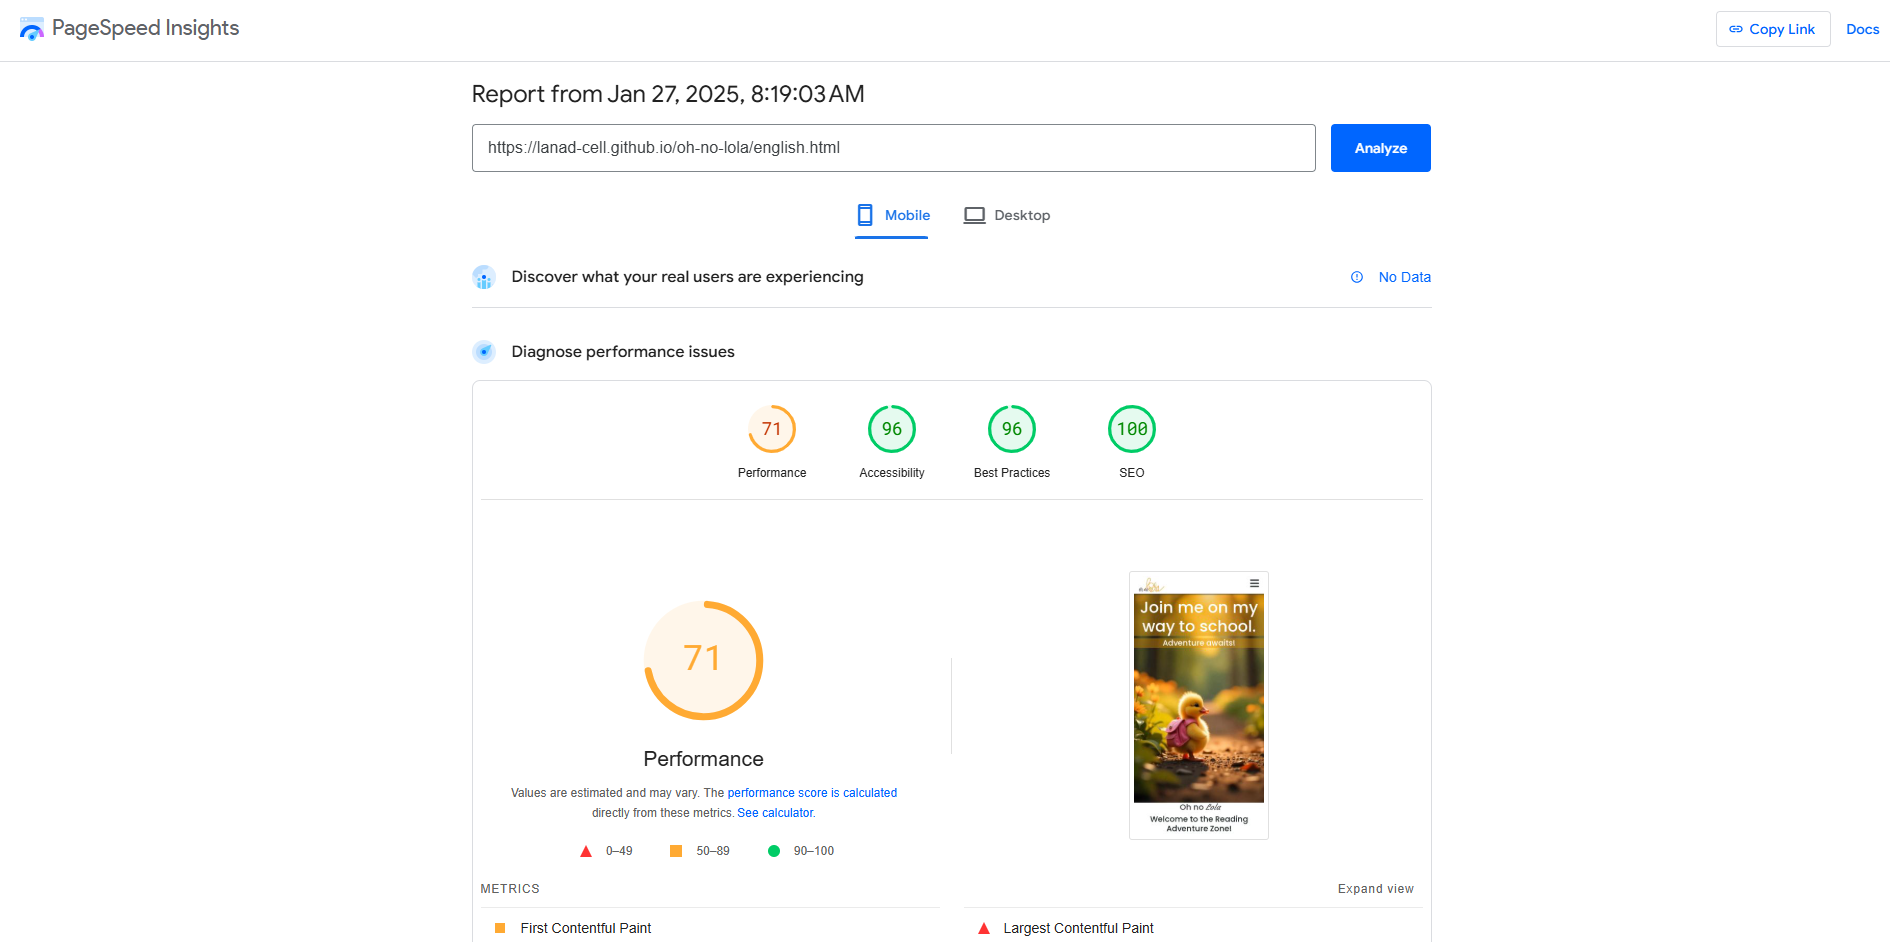 PageSpeed Insights
Copy Link
Docs
Report from Jan 27, 2025, 8:19:03 AM
https://lanad-cell.github.io/oh-no-lola/english.html
Analyze
Mobile
Desktop
Discover what your real users are experiencing
No Data
Diagnose performance issues
71
96
96
100
Performance
Accessibility
Best Practices
SEO
71
Performance
Values are estimated and may vary. The performance score is calculated
directly from these metrics. See calculator.
0–49
50–89
90–100
Join me on my
way to school.
Adventure awaits!
Oh no Lola
Welcome to the Reading
Adventure Zone!
METRICS
Expand view
First Contentful Paint
Largest Contentful Paint